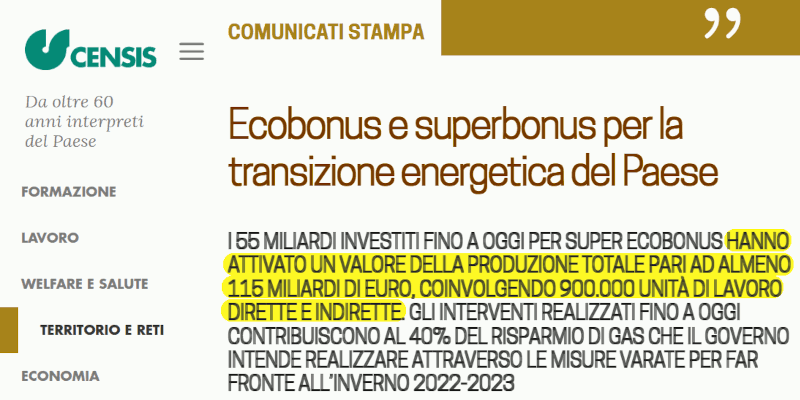 CENSIS
Da oltre 60
anni interpreti
del Paese
FORMAZIONE
LAVORO
WELFARE E SALUTE
TERRITORIO E RETI
ECONOMIA
COMUNICATI STAMPA
”
Ecobonus e superbonus per la
transizione energetica del Paese
I 55 MILIARDI INVESTITI FINO A OGGI PER SUPER ECOBONUS HANNO
ATTIVATO UN VALORE DELLA PRODUZIONE TOTALE PARI AD ALMENO
115 MILIARDI DI EURO, COINVOLGENDO 900.000 UNITÀ DI LAVORO
DIRETTE E INDIRETTE. GLI INTERVENTI REALIZZATI FINO A OGGI
CONTRIBUISCONO AL 40% DEL RISPARMIO DI GAS CHE IL GOVERNO
INTENDE REALIZZARE ATTRAVERSO LE MISURE VARATE PER FAR
FRONTE ALL’INVERNO 2022-2023